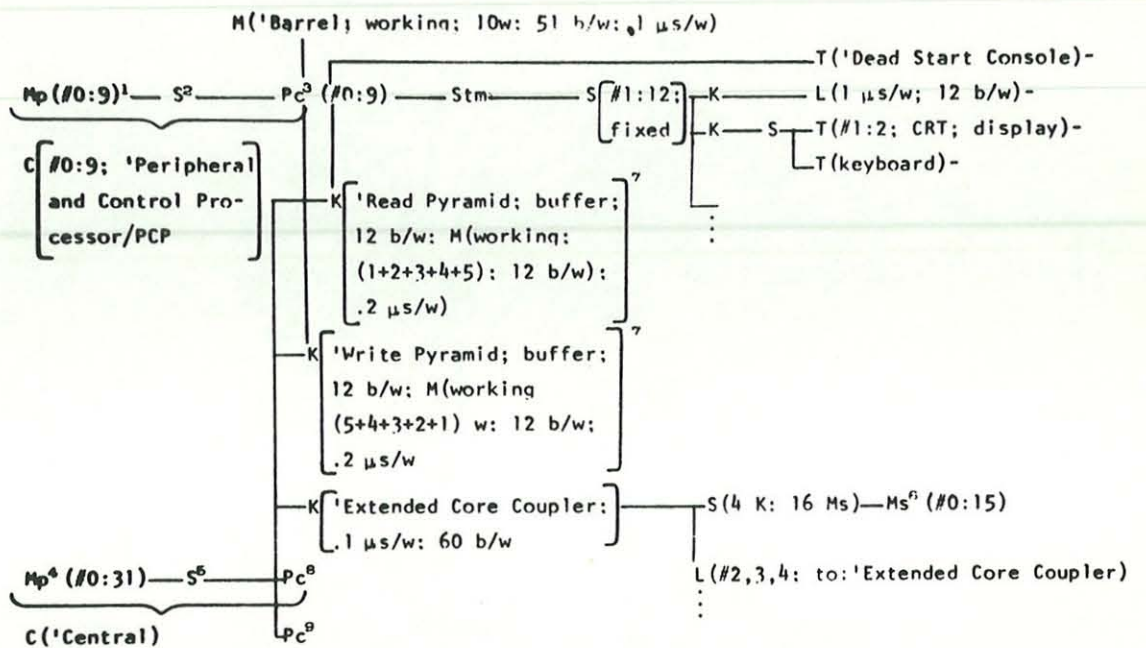 M('Barrel; working; 10w: 51 b/w; .1 μs/w)
T('Dead Start Console)-
Mp(#0:9)¹— S² — Pc³ (#0:9) — Stm — S[#1:12; fixed] — K — L(1 μs/w; 12 b/w)-
K — S — T(#1:2; CRT; display)-
T(keyboard)-
C[#0:9; 'Peripheral
and Control Pro-
cessor/PCP]
K['Read Pyramid; buffer;
12 b/w: M(working:
(1+2+3+4+5): 12 b/w):
.2 μs/w)]⁷
K['Write Pyramid; buffer;
12 b/w; M(working
(5+4+3+2+1) w: 12 b/w;
.2 μs/w]⁷
K['Extended Core Coupler:
.1 μs/w: 60 b/w]
S(4 K: 16 Ms)—Ms⁶ (#0:15)
L(#2,3,4: to:'Extended Core Coupler)
Mp⁴ (#0:31)—S⁵—Pc⁸
C('Central)
Pc⁹